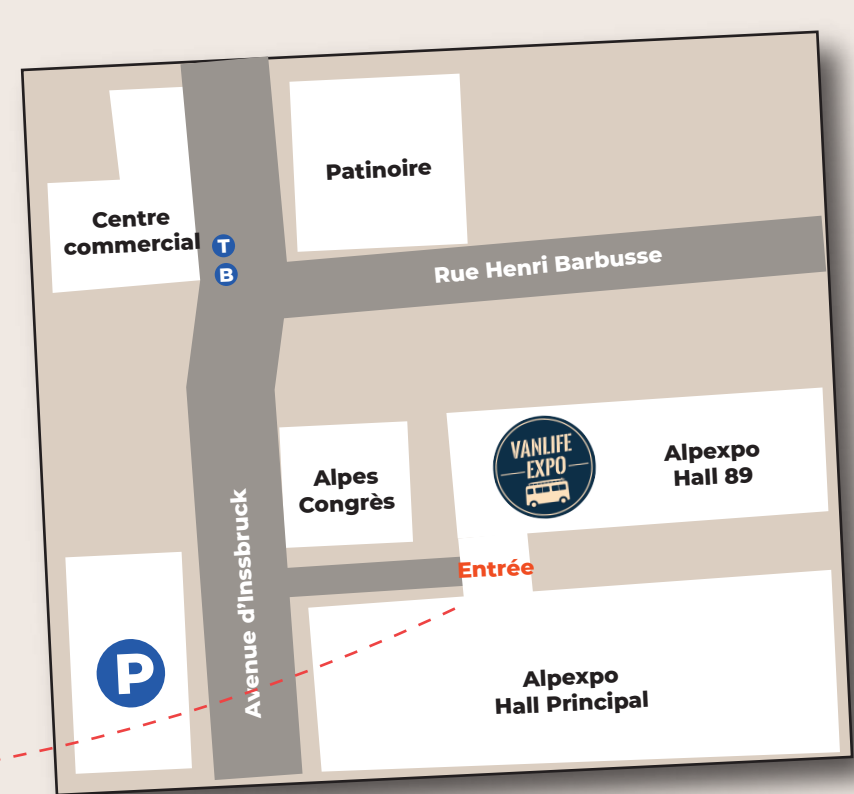 Patinoire
Centre
commercial
T
B
Rue Henri Barbusse
VANLIFE
EXPO
Alpexpo
Hall 89
Alpes
Congrès
Avenue d'Inssbruck
Entrée
P
Alpexpo
Hall Principal